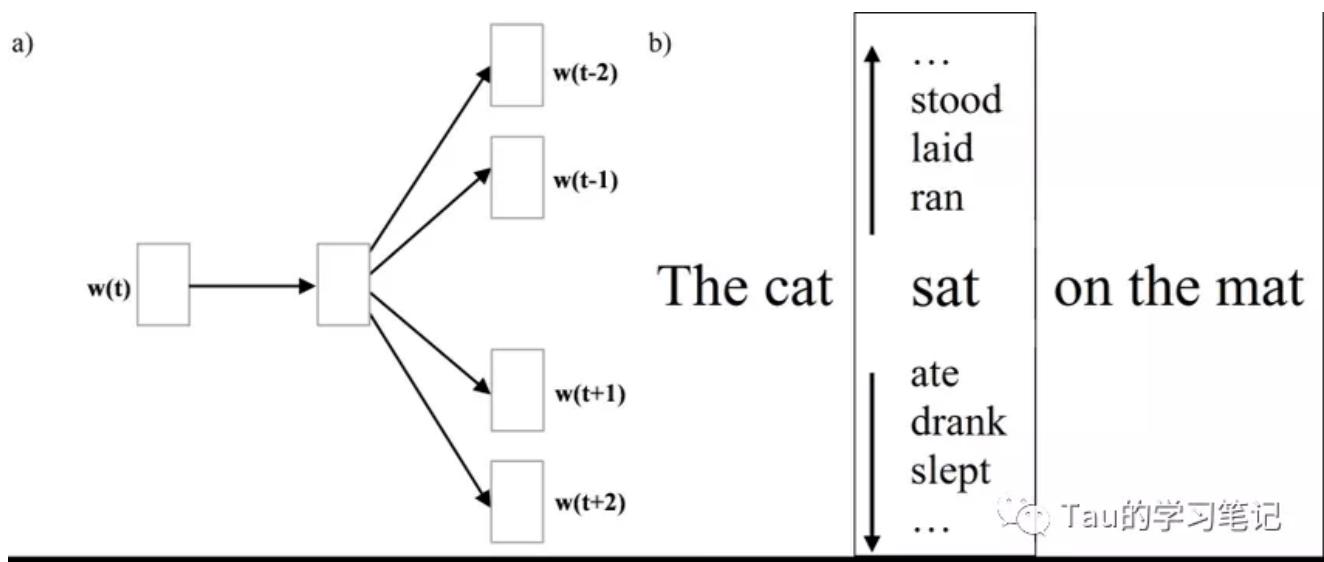 a)
w(t-2)
w(t-1)
w(t)
w(t+1)
w(t+2)
b)
…
stood
laid
ran
The cat sat on the mat
ate
drank
slept
…
Tau的学习笔记